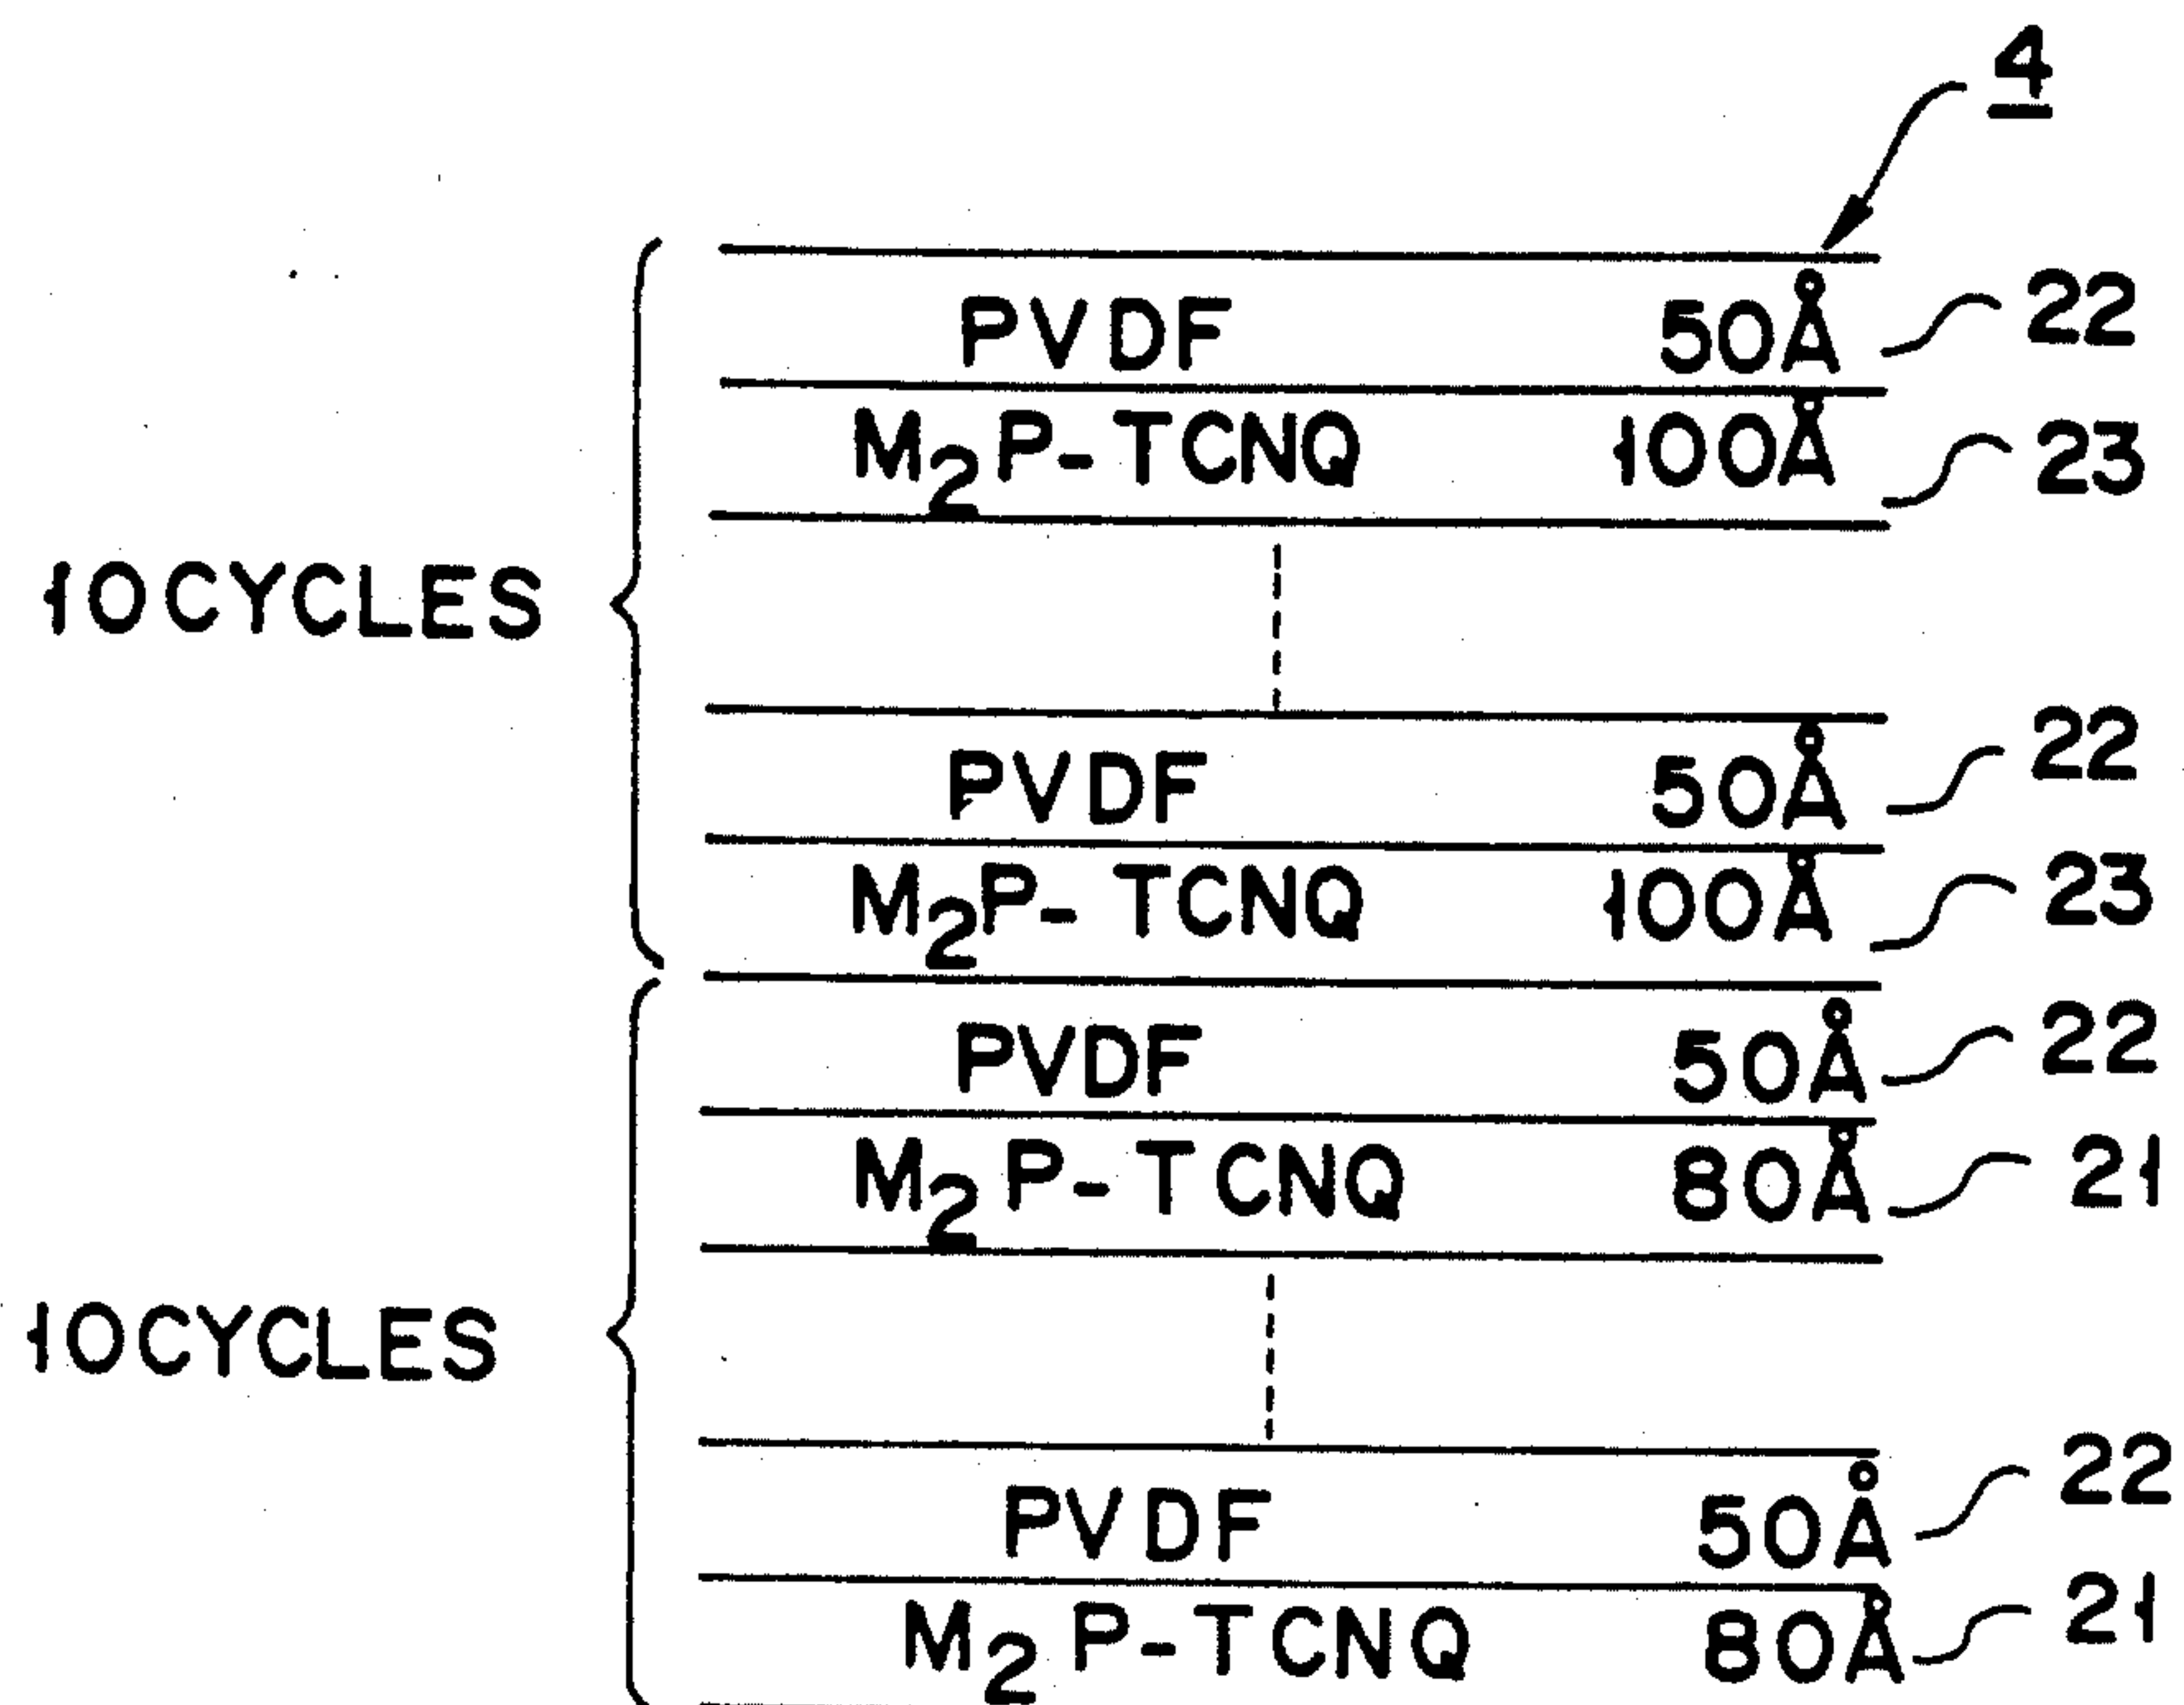 4
PVDF 50Å 22
M2P-TCNQ 100Å 23
10CYCLES
PVDF 50Å 22
M2P-TCNQ 100Å 23
PVDF 50Å 22
M2P-TCNQ 80Å 21
10CYCLES
PVDF 50Å 22
M2P-TCNQ 80Å 21